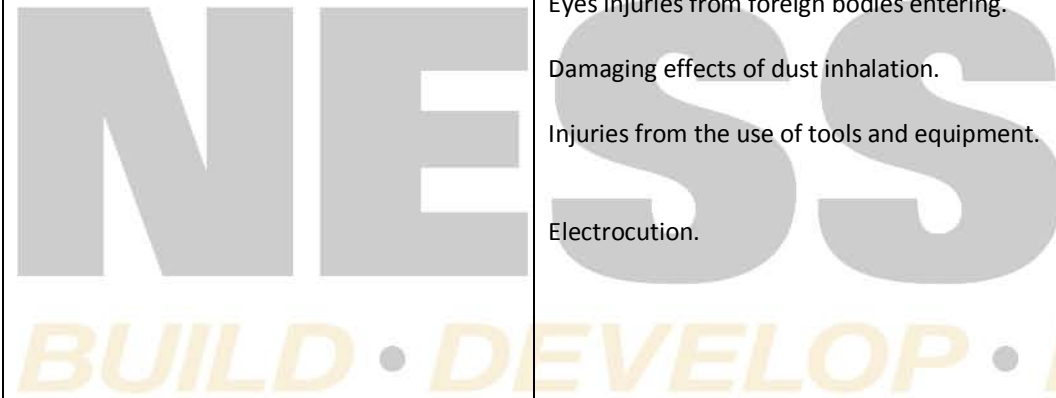 Eyes injuries from foreign bodies entering.
Damaging effects of dust inhalation.
Injuries from the use of tools and equipment.
Electrocution.
NESS
BUILD • DEVELOP •